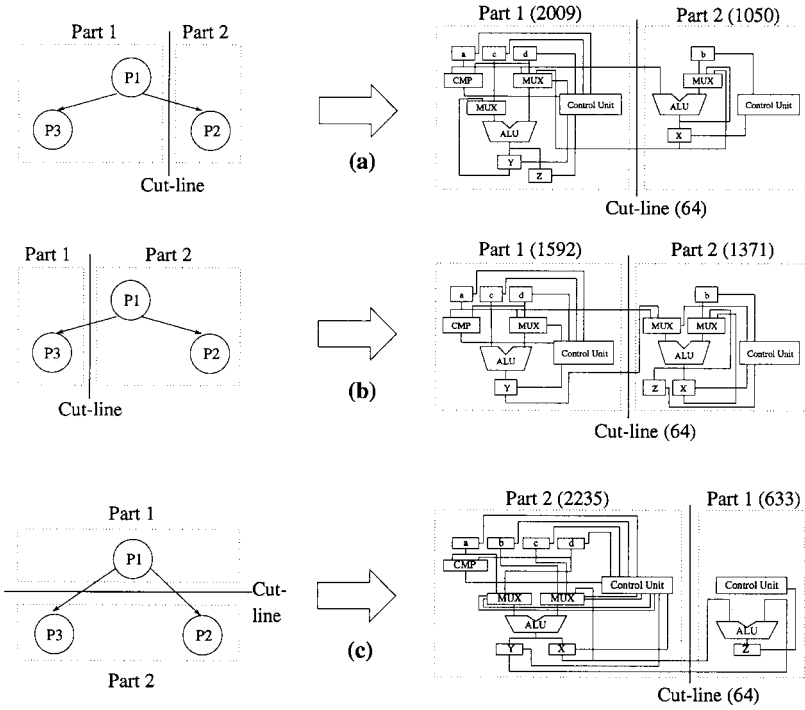 Part 1
Part 2
P1
P3
P2
Cut-line
(a)
Part 1 (2009)
Part 2 (1050)
a
c
d
CMP
MUX
MUX
Control Unit
ALU
Y
Z
b
MUX
ALU
Control Unit
X
Cut-line (64)
Part 1
Part 2
P1
P3
P2
Cut-line
(b)
Part 1 (1592)
Part 2 (1371)
a
c
d
CMP
MUX
ALU
Control Unit
Y
b
MUX
MUX
ALU
Control Unit
Z
X
Cut-line (64)
Part 1
P1
Cut-
line
P3
P2
Part 2
(c)
Part 2 (2235)
Part 1 (633)
a
b
c
d
CMP
Control Unit
MUX
MUX
ALU
Y
X
Control Unit
ALU
Z
Cut-line (64)